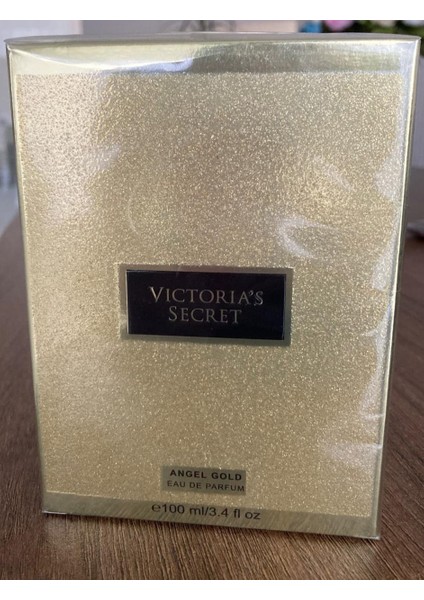 VICTORIA'S
SECRET
ANGEL GOLD
EAU DE PARFUM
℮100 ml/3.4 fl oz